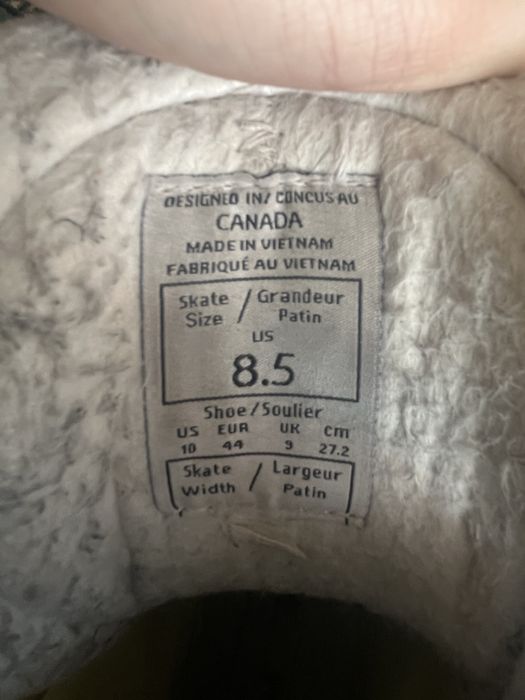 DESIGNED IN/ CONCUS AU
CANADA
MADE IN VIETNAM
FABRIQUÉ AU VIETNAM
Skate / Grandeur
Size Patin
US
8.5
Shoe/Soulier
US EUR UK cm
10 44 9 27.2
Skate / Largeur
Width Patin